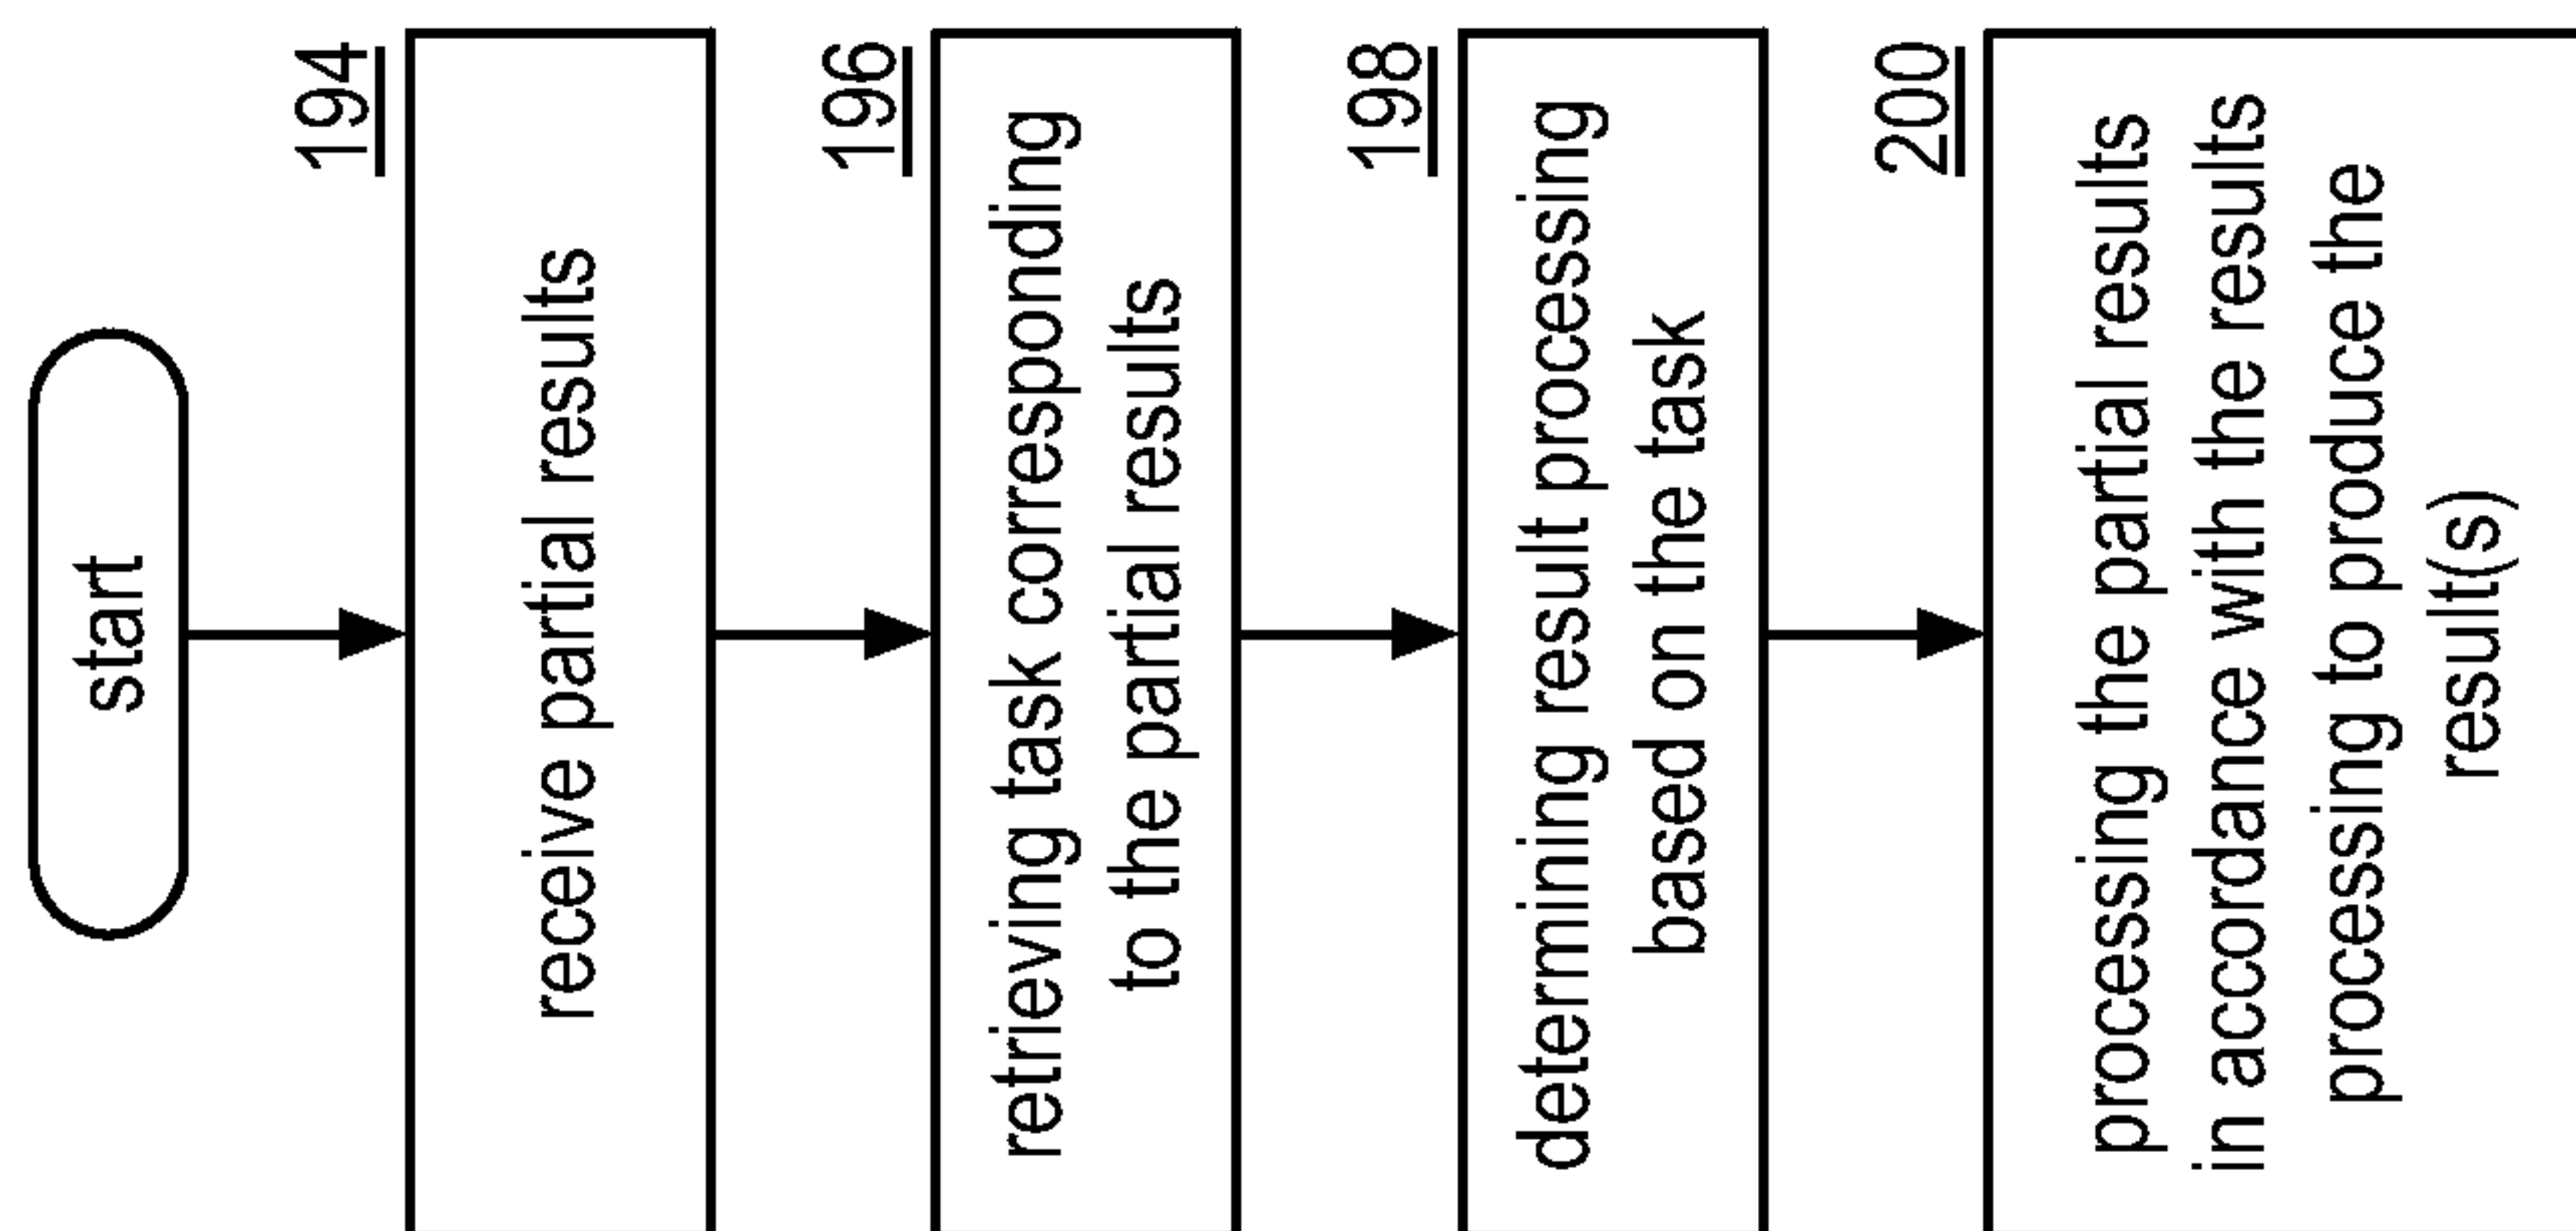 start
194
receive partial results
196
retrieving task corresponding
to the partial results
198
determining result processing
based on the task
200
processing the partial results
in accordance with the results
processing to produce the
result(s)